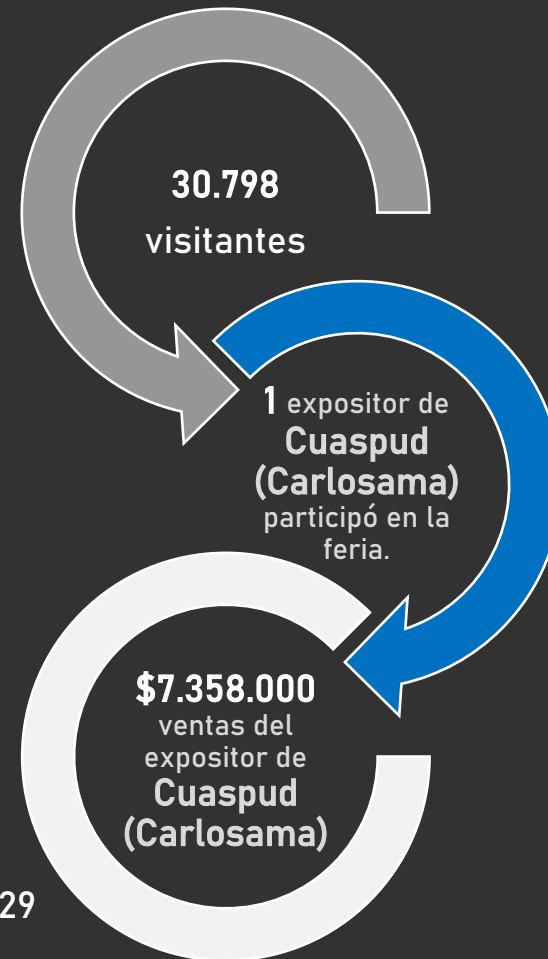 30.798
visitantes
1 expositor de
Cuaspud
(Carlosama)
participó en la
feria.
$7.358.000
ventas del
expositor de
Cuaspud
(Carlosama)
29